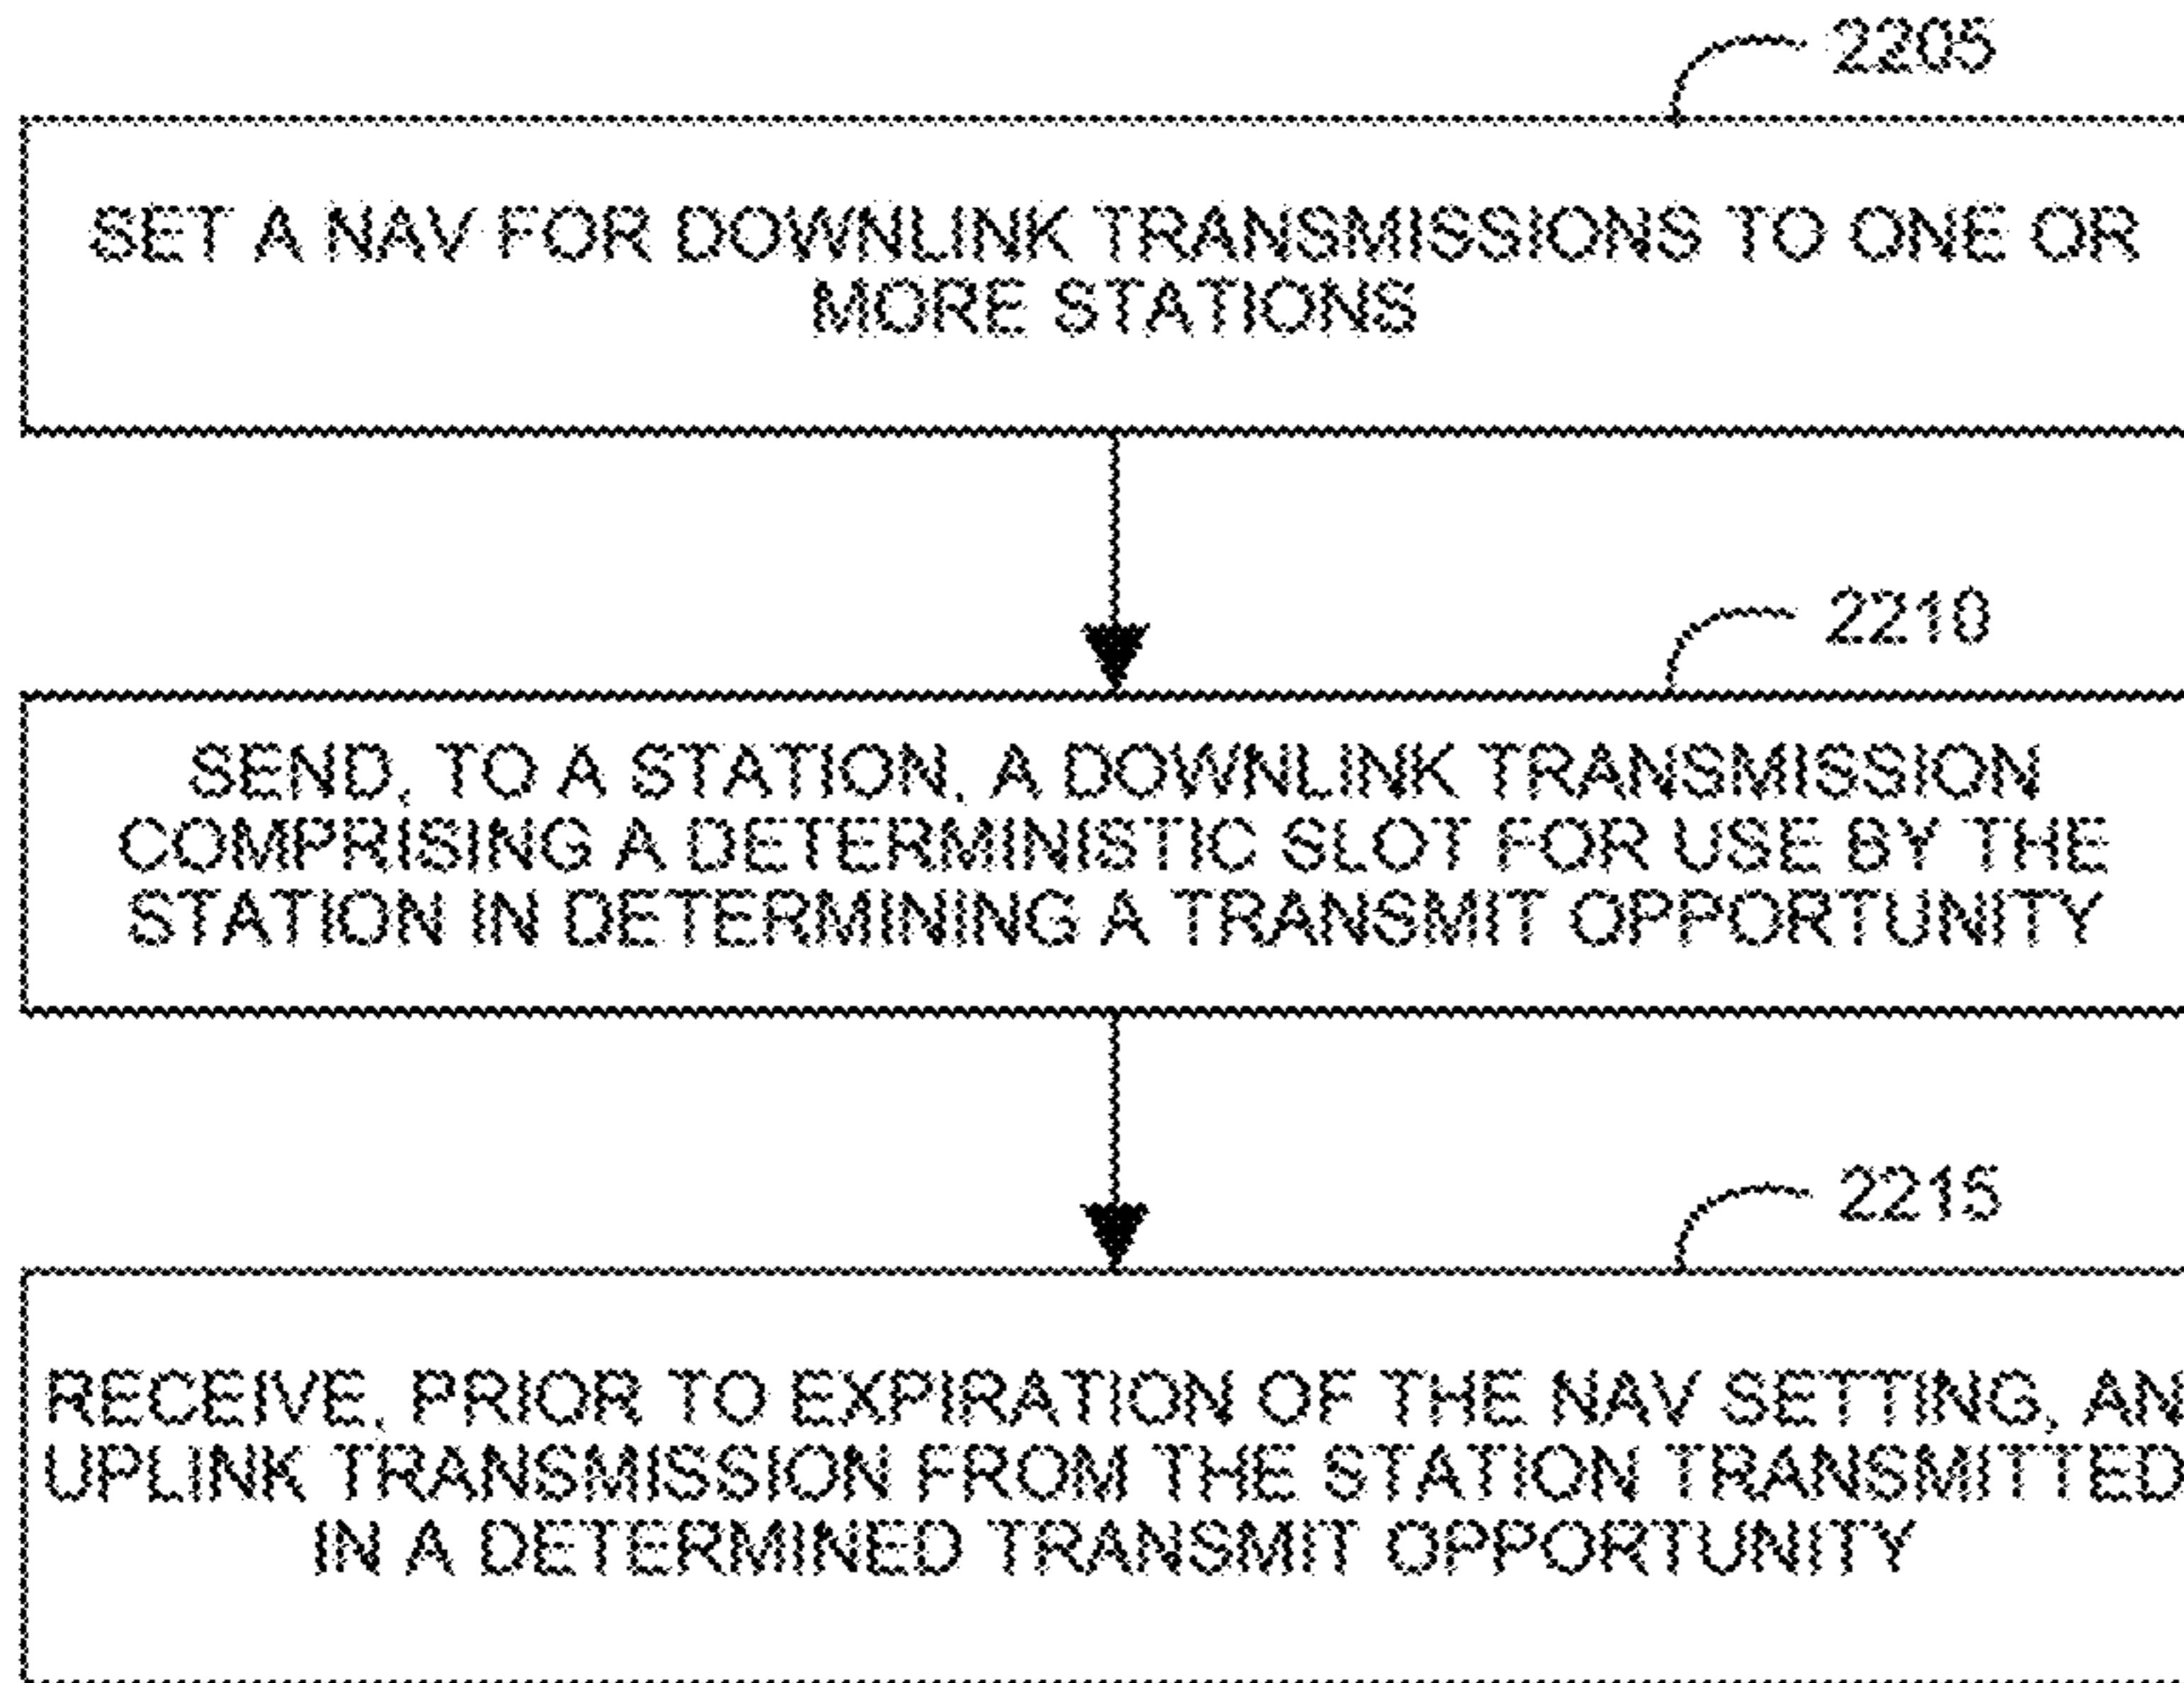 2205
SET A NAV FOR DOWNLINK TRANSMISSIONS TO ONE OR
MORE STATIONS
2210
SEND, TO A STATION, A DOWNLINK TRANSMISSION
COMPRISING A DETERMINISTIC SLOT FOR USE BY THE
STATION IN DETERMINING A TRANSMIT OPPORTUNITY
2215
RECEIVE, PRIOR TO EXPIRATION OF THE NAV SETTING, AN
UPLINK TRANSMISSION FROM THE STATION TRANSMITTED
IN A DETERMINED TRANSMIT OPPORTUNITY